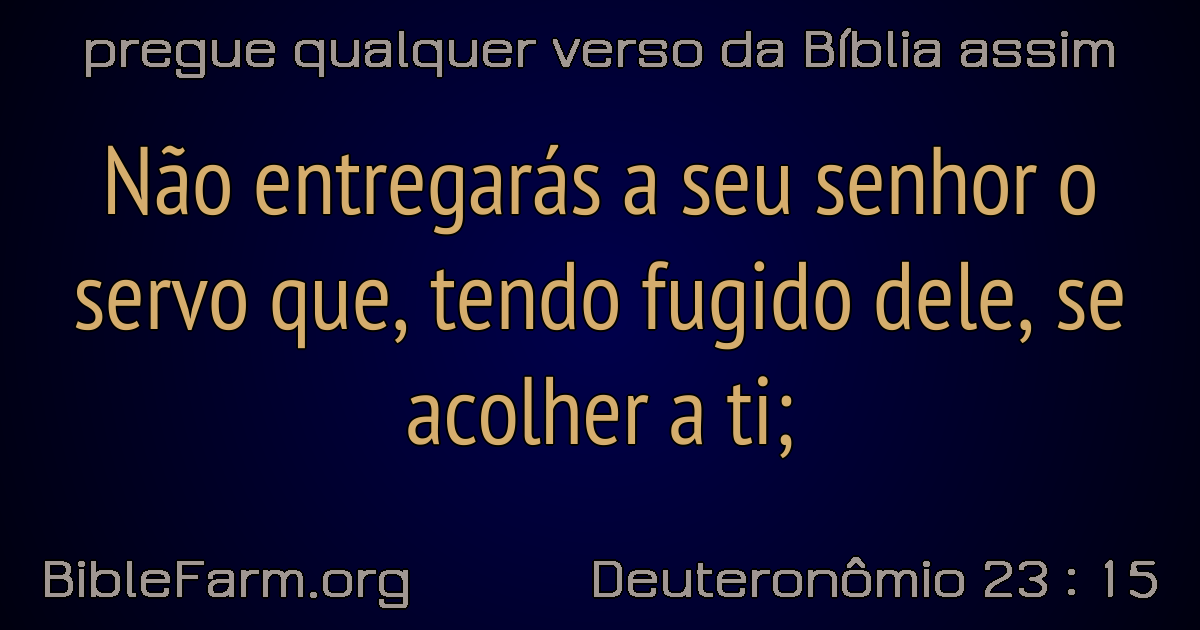 pregue qualquer verso da Bíblia assim
Não entregarás a seu senhor o
servo que, tendo fugido dele, se
acolher a ti;
BibleFarm.org Deuteronômio 23 : 15